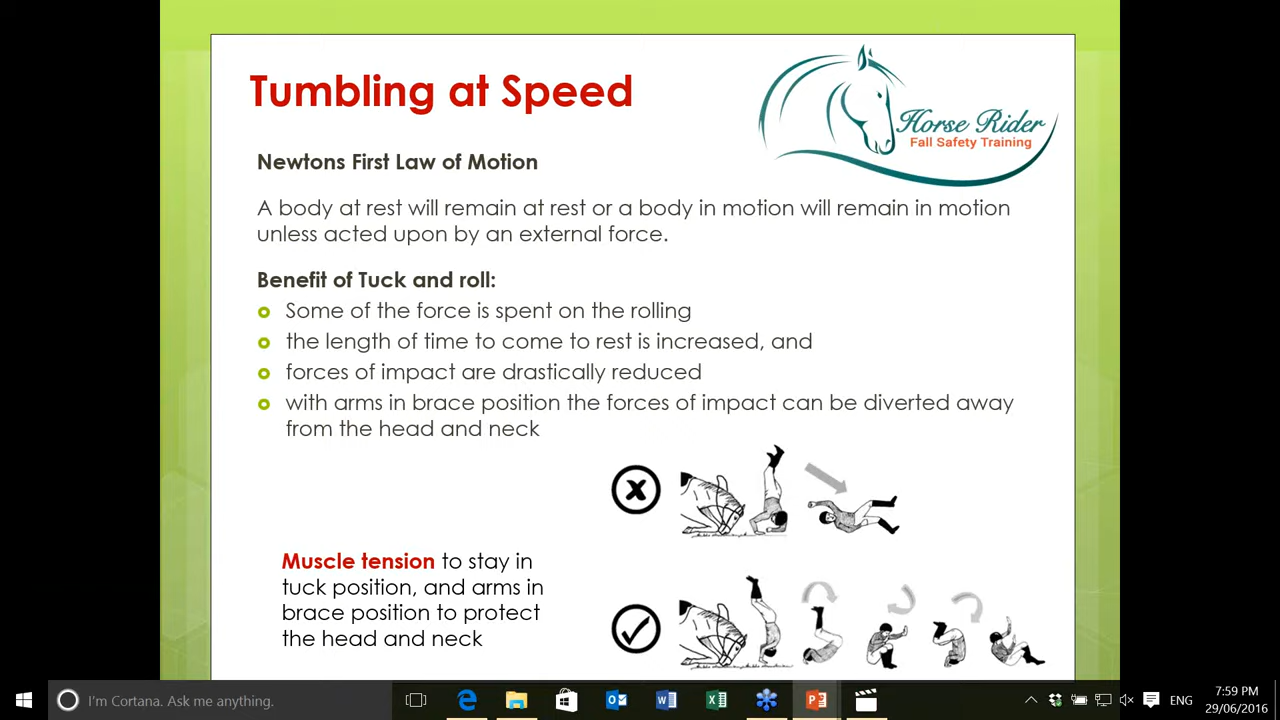 Tumbling at Speed
Horse Rider
Fall Safety Training
Newtons First Law of Motion
A body at rest will remain at rest or a body in motion will remain in motion
unless acted upon by an external force.
Benefit of Tuck and roll:
Some of the force is spent on the rolling
the length of time to come to rest is increased, and
forces of impact are drastically reduced
with arms in brace position the forces of impact can be diverted away
from the head and neck
Muscle tension to stay in
tuck position, and arms in
brace position to protect
the head and neck
I'm Cortana. Ask me anything.
ENG
7:59 PM
29/06/2016